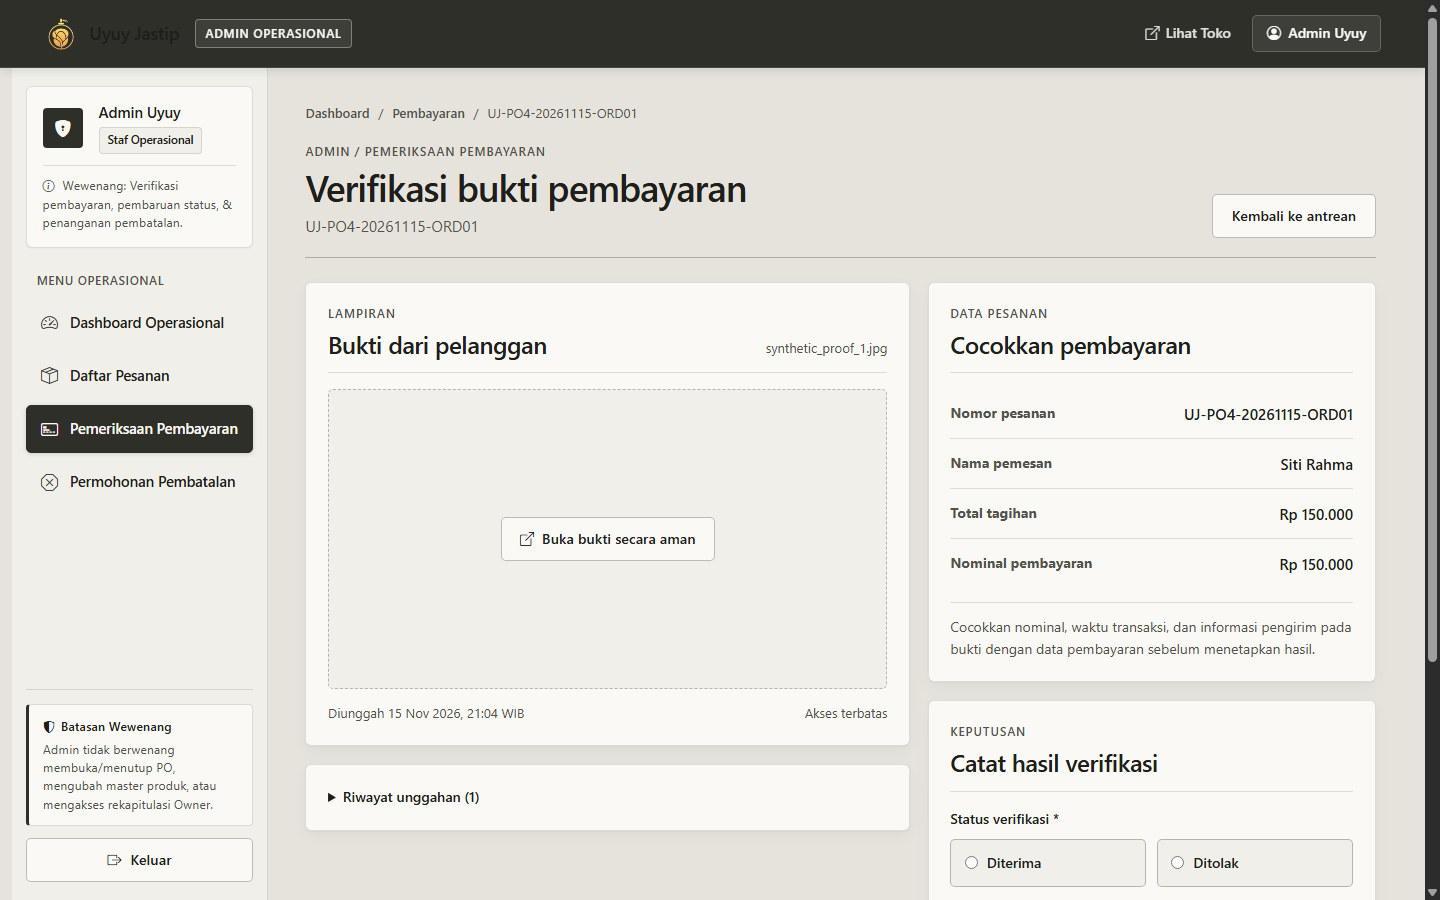 Uyuy Jastip
ADMIN OPERASIONAL
Lihat Toko
Admin Uyuy
Admin Uyuy
Staf Operasional
Wewenang: Verifikasi
pembayaran, pembaruan status, &
penanganan pembatalan.
MENU OPERASIONAL
Dashboard Operasional
Daftar Pesanan
Pemeriksaan Pembayaran
Permohonan Pembatalan
Batasan Wewenang
Admin tidak berwenang
membuka/menutup PO,
mengubah master produk, atau
mengakses rekapitulasi Owner.
Keluar
Dashboard / Pembayaran / UJ-PO4-20261115-ORD01
ADMIN / PEMERIKSAAN PEMBAYARAN
Verifikasi bukti pembayaran
UJ-PO4-20261115-ORD01
Kembali ke antrean
LAMPIRAN
Bukti dari pelanggan
synthetic_proof_1.jpg
Buka bukti secara aman
Diunggah 15 Nov 2026, 21:04 WIB
Akses terbatas
Riwayat unggahan (1)
DATA PESANAN
Cocokkan pembayaran
Nomor pesanan UJ-PO4-20261115-ORD01
Nama pemesan Siti Rahma
Total tagihan Rp 150.000
Nominal pembayaran Rp 150.000
Cocokkan nominal, waktu transaksi, dan informasi pengirim pada
bukti dengan data pembayaran sebelum menetapkan hasil.
KEPUTUSAN
Catat hasil verifikasi
Status verifikasi *
Diterima
Ditolak